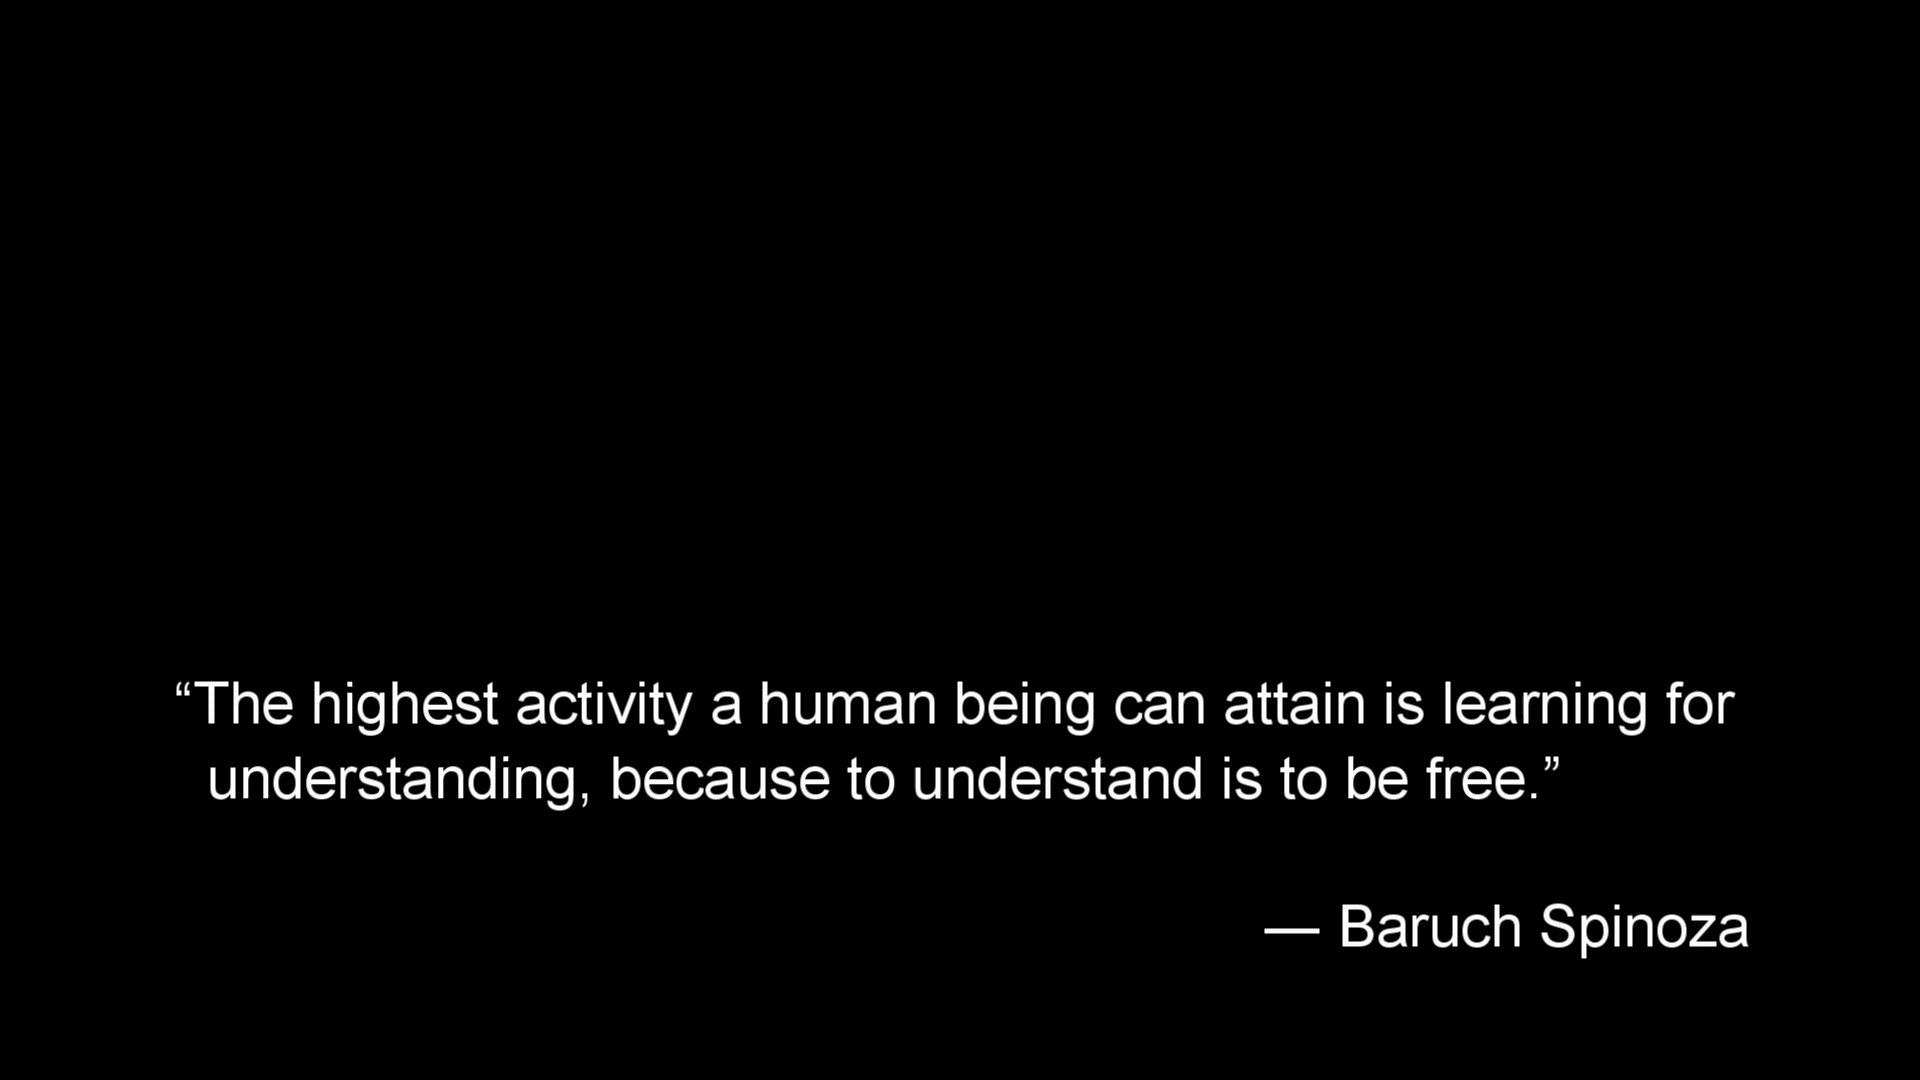 “The highest activity a human being can attain is learning for
understanding, because to understand is to be free.”
— Baruch Spinoza